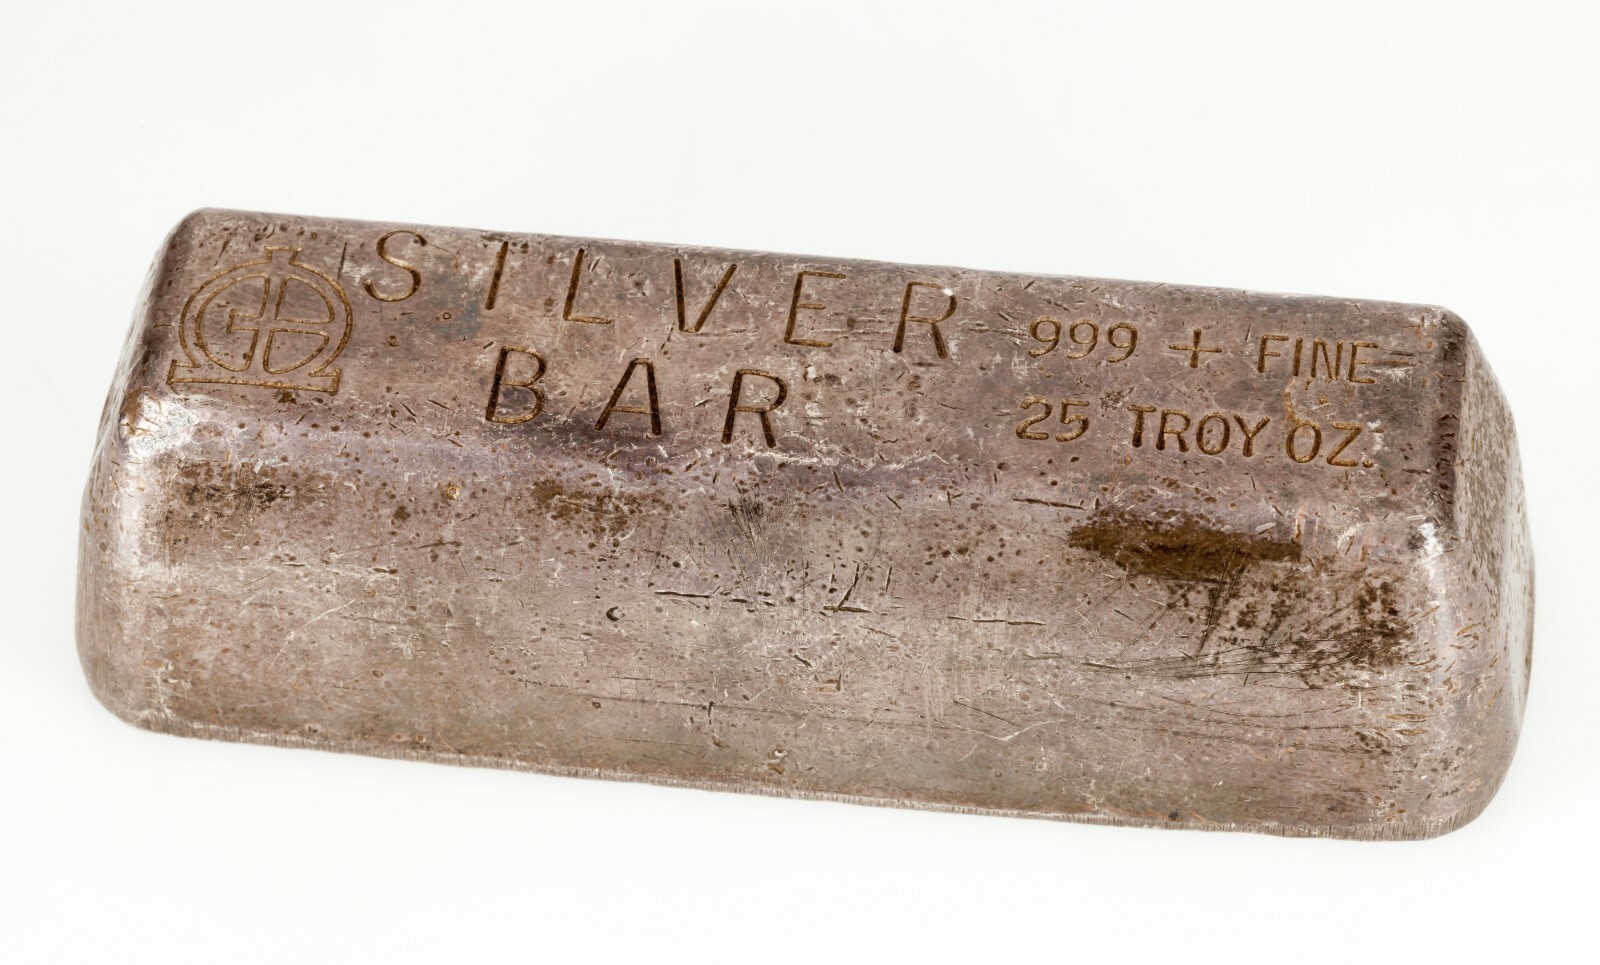 SILVER
BAR
999 + FINE
25 TROY OZ.